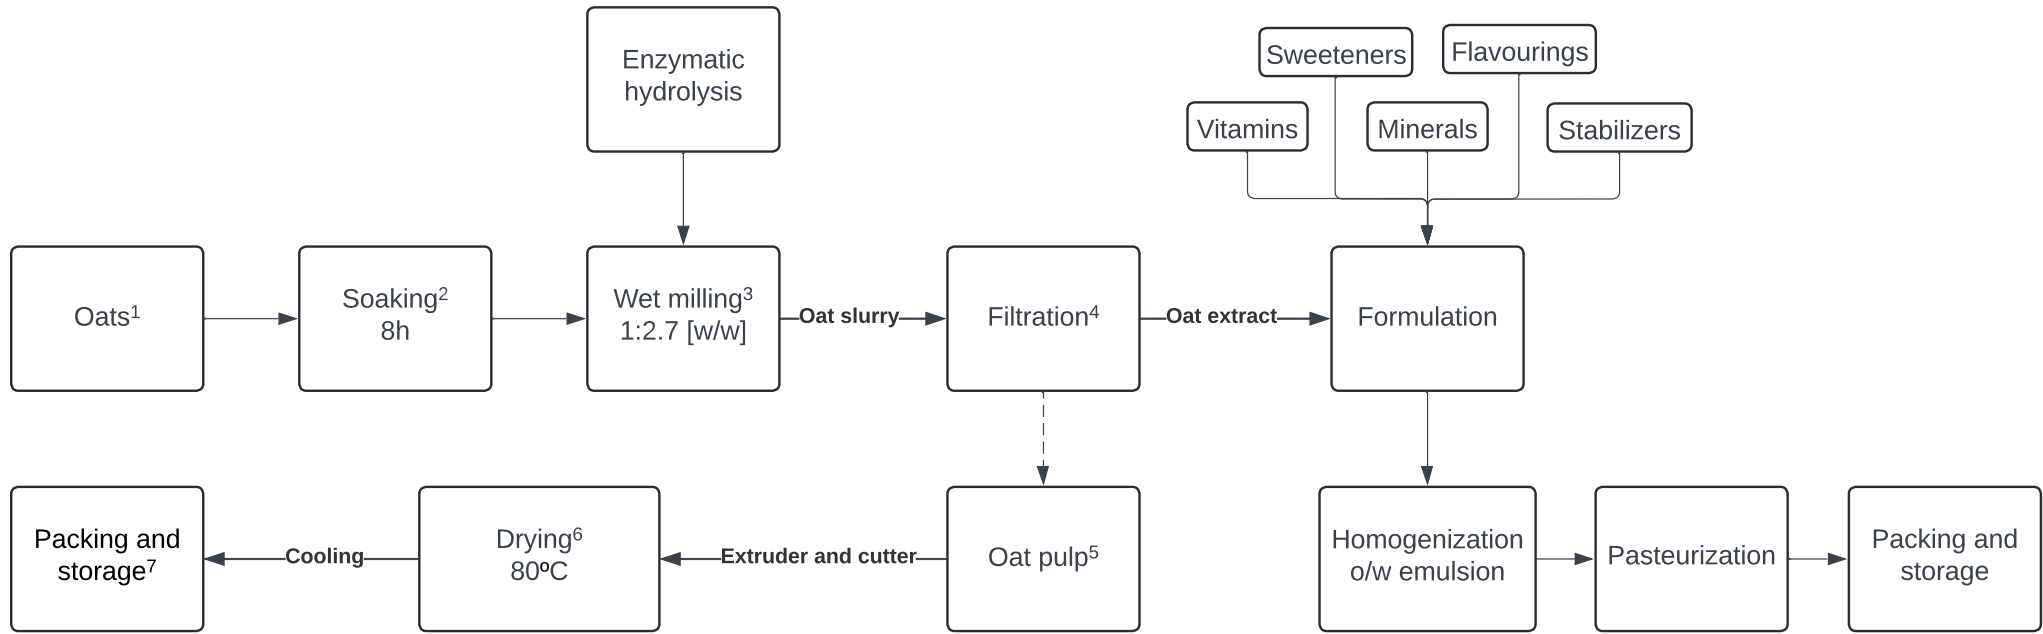 Enzymatic
hydrolysis
Sweeteners
Flavourings
Vitamins
Minerals
Stabilizers
Oats¹
Soaking²
8h
Wet milling³
1:2.7 [w/w]
Oat slurry
Filtration⁴
Oat extract
Formulation
Packing and
storage⁷
Cooling
Drying⁶
80ºC
Extruder and cutter
Oat pulp⁵
Homogenization
o/w emulsion
Pasteurization
Packing and
storage